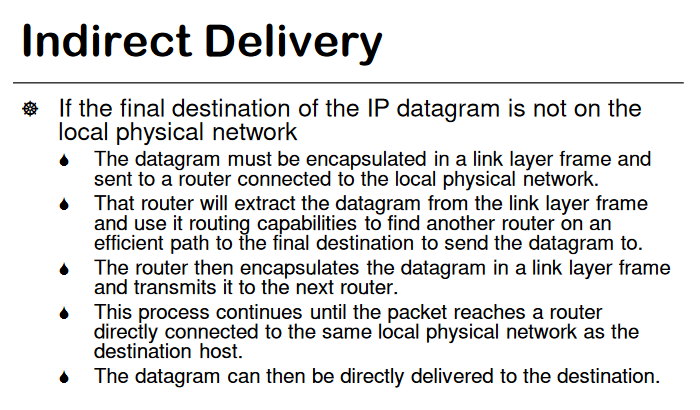 Indirect Delivery
If the final destination of the IP datagram is not on the
local physical network
The datagram must be encapsulated in a link layer frame and
sent to a router connected to the local physical network.
That router will extract the datagram from the link layer frame
and use it routing capabilities to find another router on an
efficient path to the final destination to send the datagram to.
The router then encapsulates the datagram in a link layer frame
and transmits it to the next router.
This process continues until the packet reaches a router
directly connected to the same local physical network as the
destination host.
The datagram can then be directly delivered to the destination.